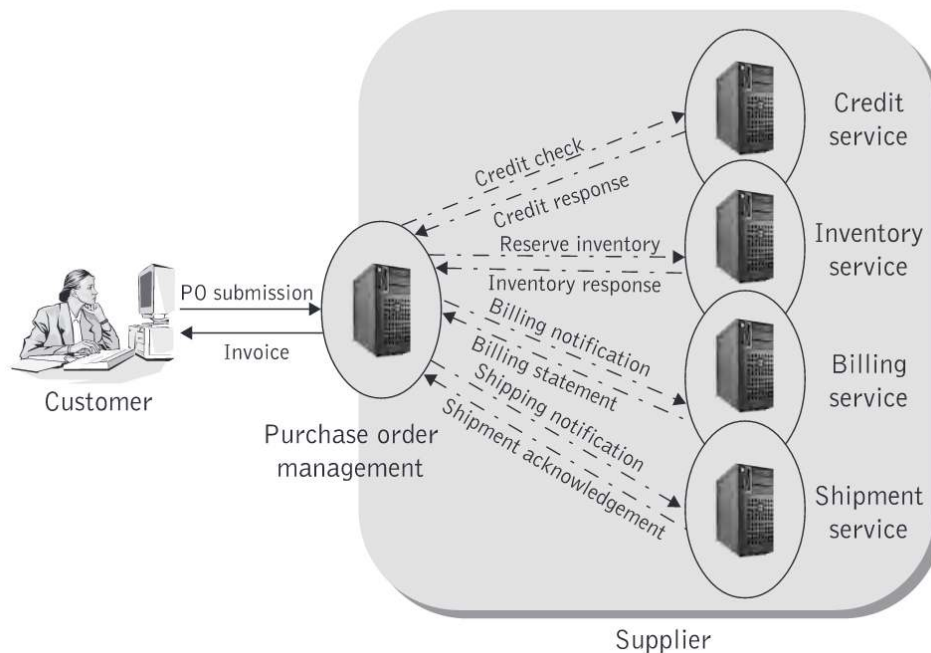 Credit
service
Credit check
Credit response
Reserve inventory
Inventory response
Inventory
service
PO submission
Invoice
Customer
Purchase order
management
Billing notification
Billing statement
Billing
service
Shipping notification
Shipment acknowledgement
Shipment
service
Supplier